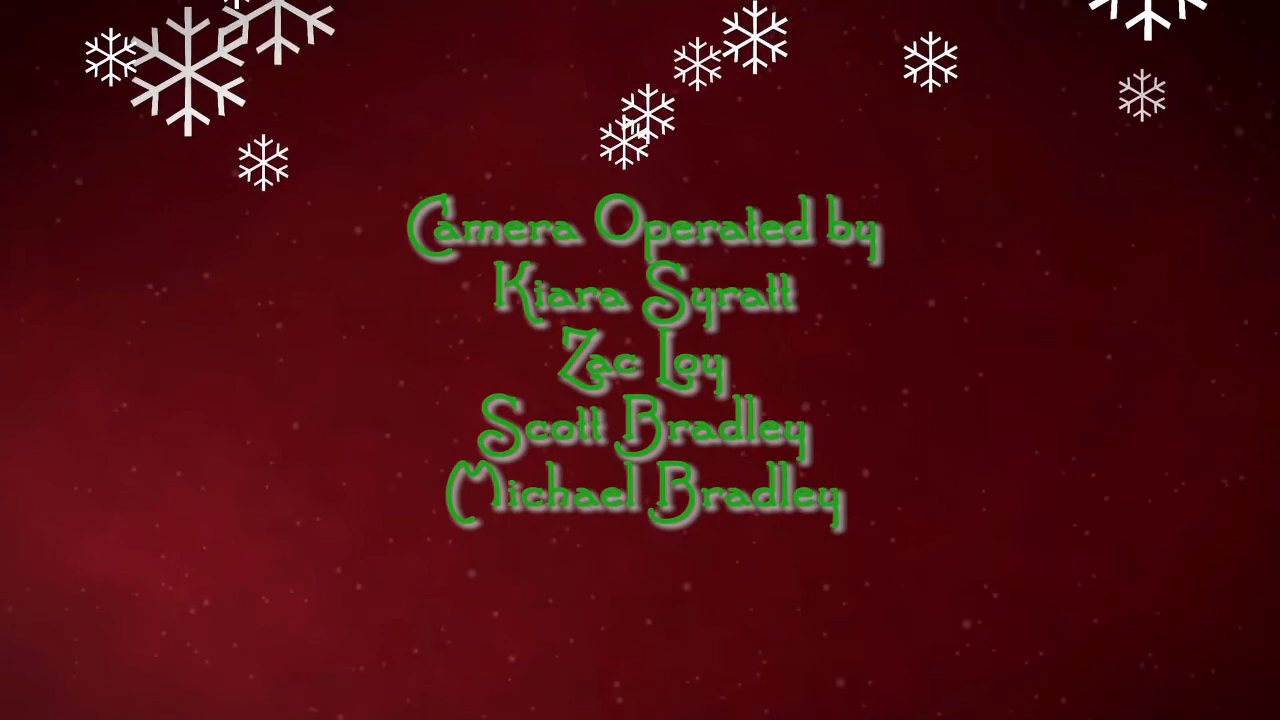 Camera Operated by
Kiara Syratt
Zac Loy
Scott Bradley
Michael Bradley